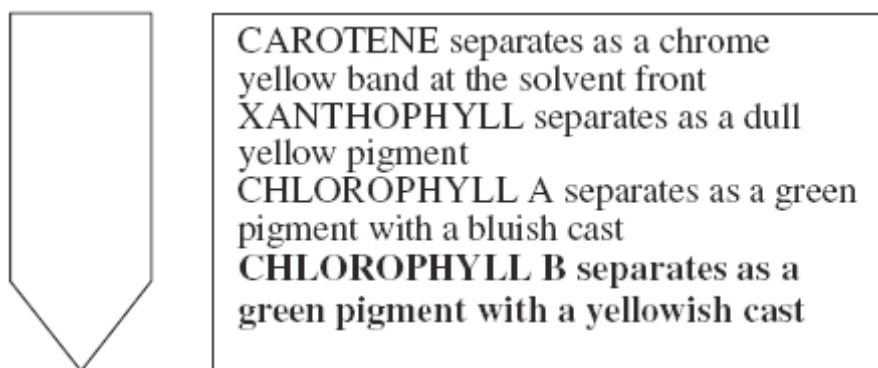 CAROTENE separates as a chrome
yellow band at the solvent front
XANTHOPHYLL separates as a dull
yellow pigment
CHLOROPHYLL A separates as a green
pigment with a bluish cast
CHLOROPHYLL B separates as a
green pigment with a yellowish cast